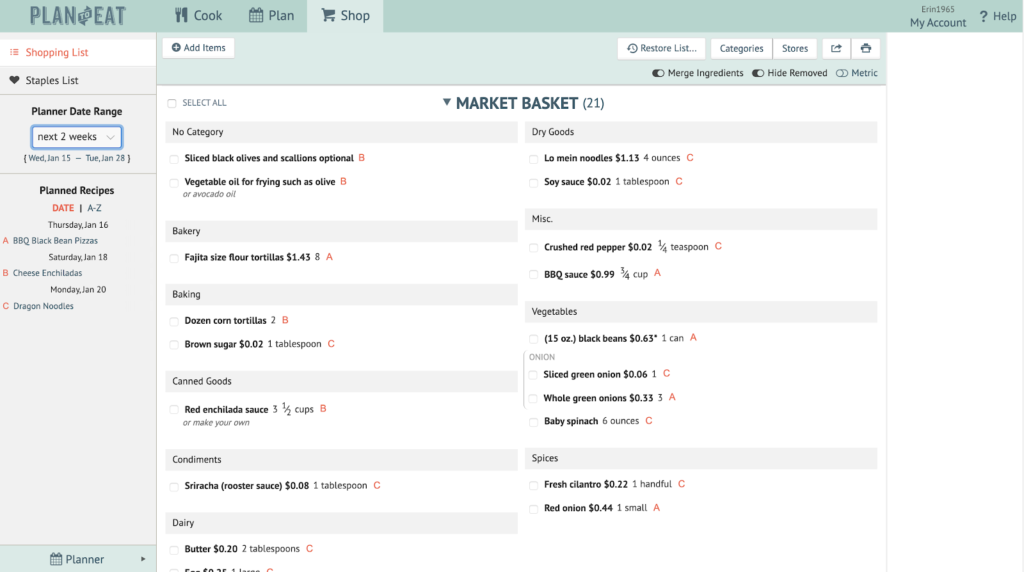 PLAN TO EAT
Cook
Plan
Shop
Erin1965
My Account
? Help
Shopping List
Staples List
Planner Date Range
next 2 weeks
{ Wed, Jan 15 — Tue, Jan 28 }
Planned Recipes
DATE | A-Z
Thursday, Jan 16
A BBQ Black Bean Pizzas
Saturday, Jan 18
B Cheese Enchiladas
Monday, Jan 20
C Dragon Noodles
Planner
Add Items
Restore List...
Categories
Stores
Merge Ingredients
Hide Removed
Metric
SELECT ALL
MARKET BASKET (21)
No Category
Sliced black olives and scallions optional B
Vegetable oil for frying such as olive B
or avocado oil
Bakery
Fajita size flour tortillas $1.43 8 A
Baking
Dozen corn tortillas 2 B
Brown sugar $0.02 1 tablespoon C
Canned Goods
Red enchilada sauce 3 ½ cups B
or make your own
Condiments
Sriracha (rooster sauce) $0.08 1 tablespoon C
Dairy
Butter $0.20 2 tablespoons C
Egg $0.25 1 large C
Dry Goods
Lo mein noodles $1.13 4 ounces C
Soy sauce $0.02 1 tablespoon C
Misc.
Crushed red pepper $0.02 ¼ teaspoon C
BBQ sauce $0.99 ¾ cup A
Vegetables
(15 oz.) black beans $0.63* 1 can A
ONION
Sliced green onion $0.06 1 C
Whole green onions $0.33 3 A
Baby spinach 6 ounces C
Spices
Fresh cilantro $0.22 1 handful C
Red onion $0.44 1 small A